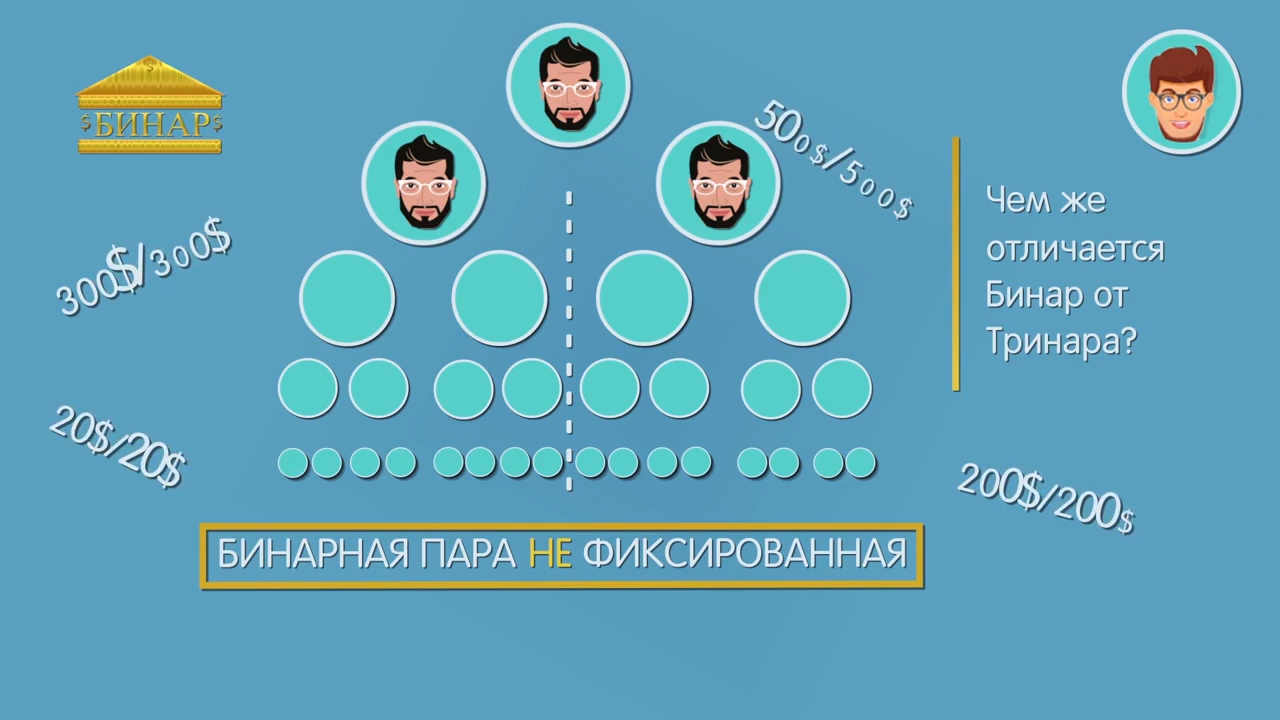 $БИНАР$
500$/500$
300$/300$
Чем же
отличается
Бинар от
Тринара?
20$/20$
200$/200$
БИНАРНАЯ ПАРА НЕ ФИКСИРОВАННАЯ